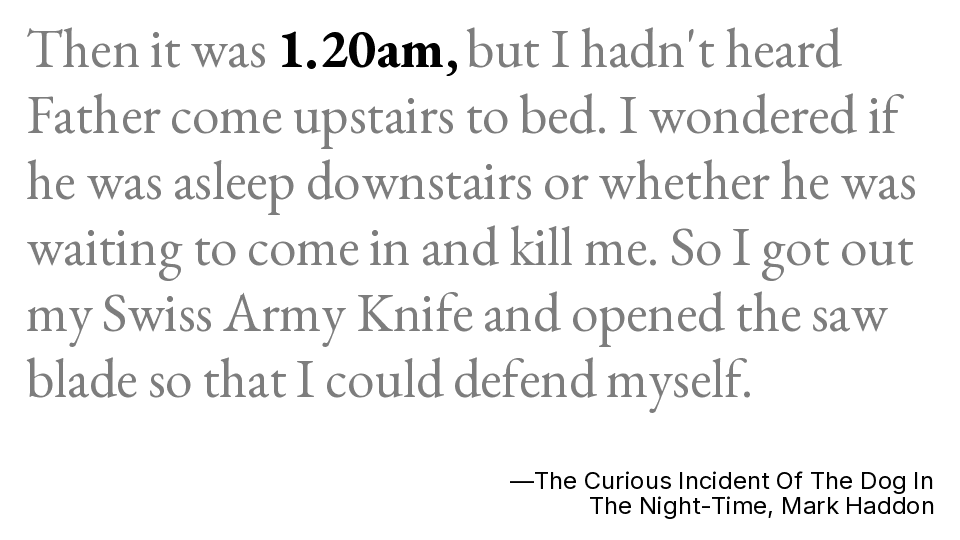 Then it was 1.20am, but I hadn't heard
Father come upstairs to bed. I wondered if
he was asleep downstairs or whether he was
waiting to come in and kill me. So I got out
my Swiss Army Knife and opened the saw
blade so that I could defend myself.
—The Curious Incident Of The Dog In
The Night-Time, Mark Haddon